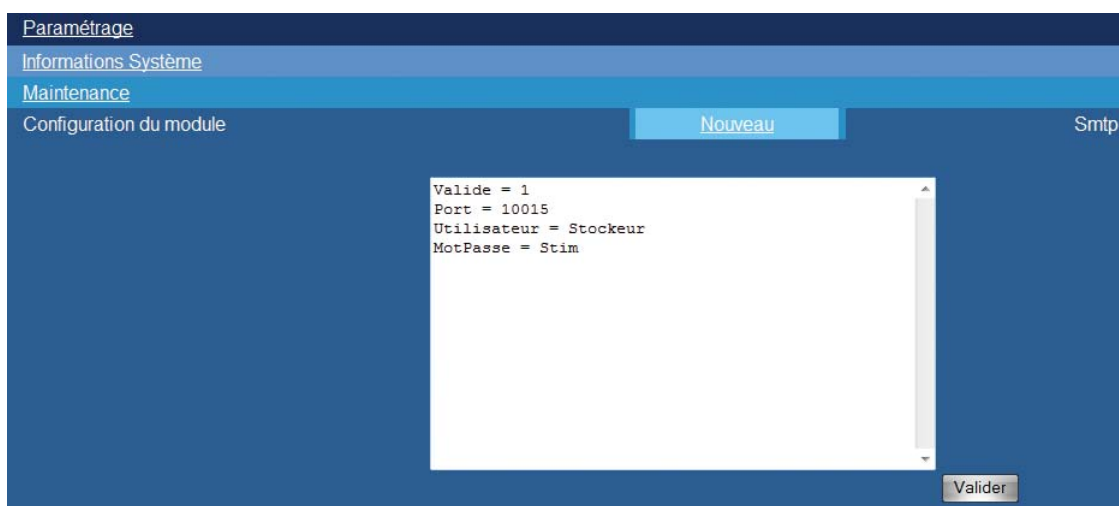 Paramétrage
Informations Système
Maintenance
Configuration du module Nouveau Smtp
Valide = 1
Port = 10015
Utilisateur = Stockeur
MotPasse = Stim
Valider